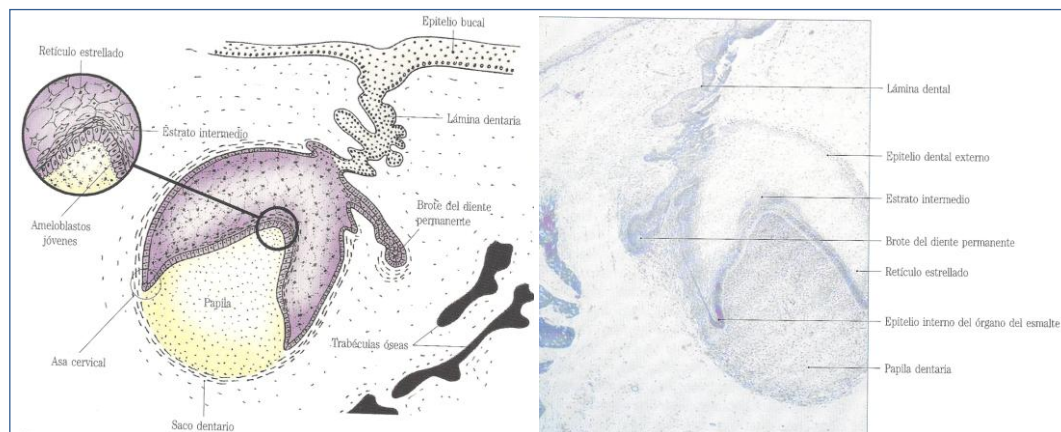 Epitelio bucal
Retículo estrellado
Lámina dentaria
Estrato intermedio
Ameloblastos
jóvenes
Brote del diente
permanente
Papila
Trabéculas óseas
Asa cervical
Saco dentario
Lámina dental
Epitelio dental externo
Estrato intermedio
Brote del diente permanente
Retículo estrellado
Epitelio interno del órgano del esmalte
Papila dentaria